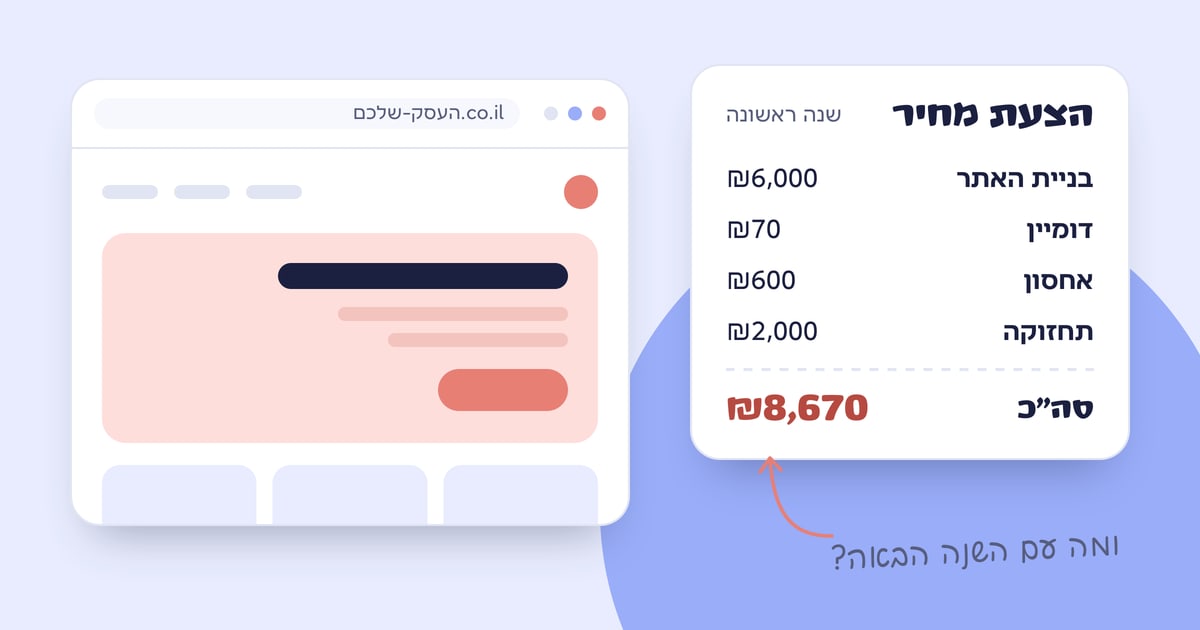 העסק-שלכם.co.il
הצעת מחיר שנה ראשונה
בניית האתר ₪6,000
דומיין ₪70
אחסון ₪600
תחזוקה ₪2,000
סה״כ ₪8,670
ומה עם השנה הבאה?